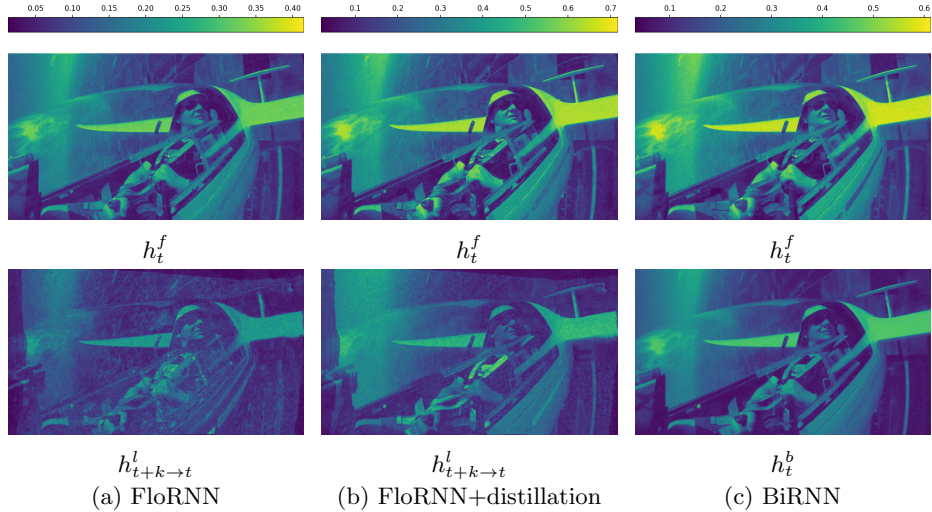 0.05 0.10 0.15 0.20 0.25 0.30 0.35 0.40
0.1 0.2 0.3 0.4 0.5 0.6 0.7
0.1 0.2 0.3 0.4 0.5 0.6
h_t^f
h_t^f
h_t^f
h_{t+k→t}^l
h_{t+k→t}^l
h_t^b
(a) FloRNN
(b) FloRNN+distillation
(c) BiRNN